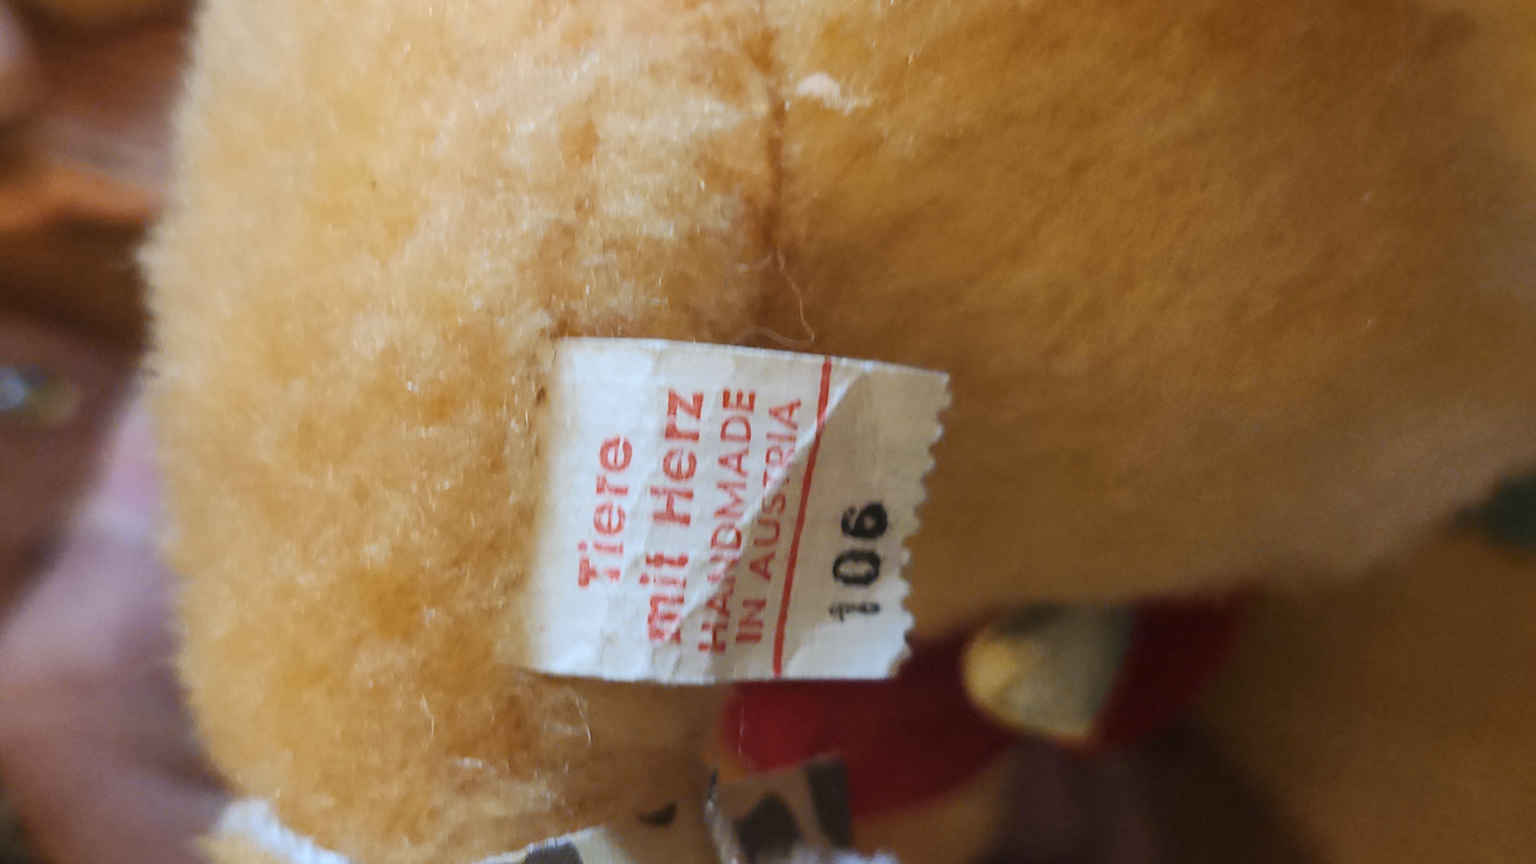 Tiere
mit Herz
HANDMADE
IN AUSTRIA
106